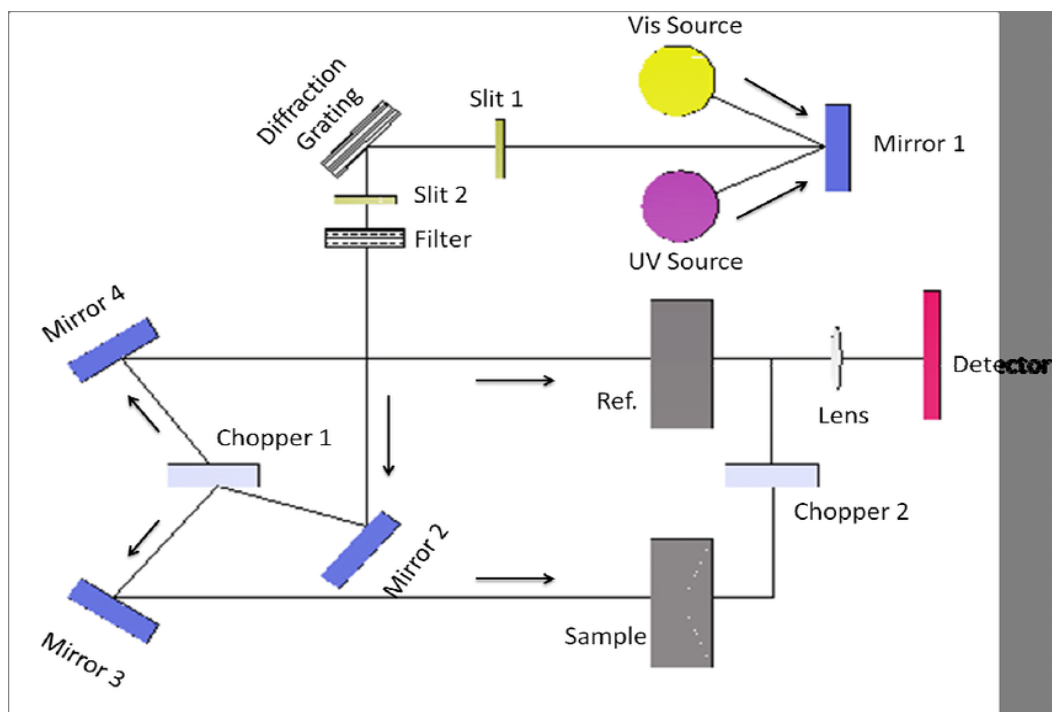 Vis Source
Diffraction
Grating
Slit 1
Mirror 1
Slit 2
Filter
UV Source
Mirror 4
Detector
Ref.
Lens
Chopper 1
Chopper 2
Mirror 2
Sample
Mirror 3